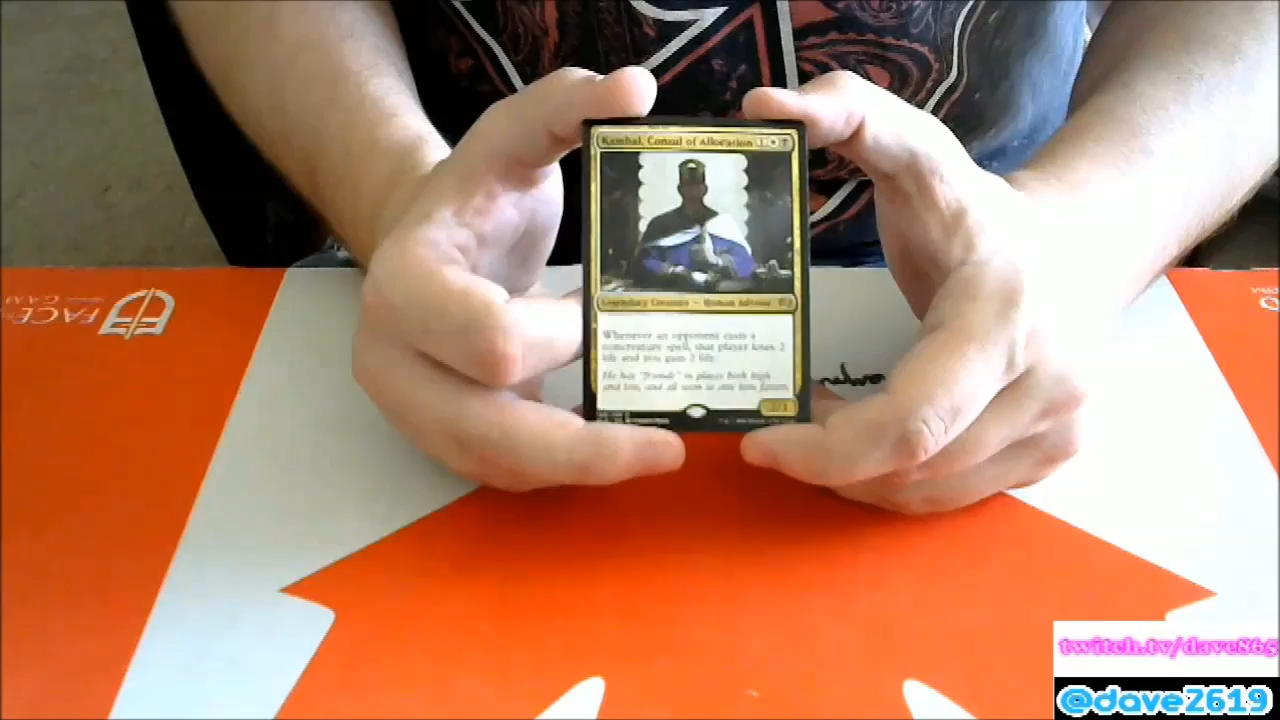 Kambal, Consul of Allocation
Legendary Creature — Human Advisor
Whenever an opponent casts a
noncreature spell, that player loses 2
life and you gain 2 life.
He has "friends" in places both high
and low, and all seem to owe him favors.
FACE
GAM
twitch.tv/dave865
@dave2619